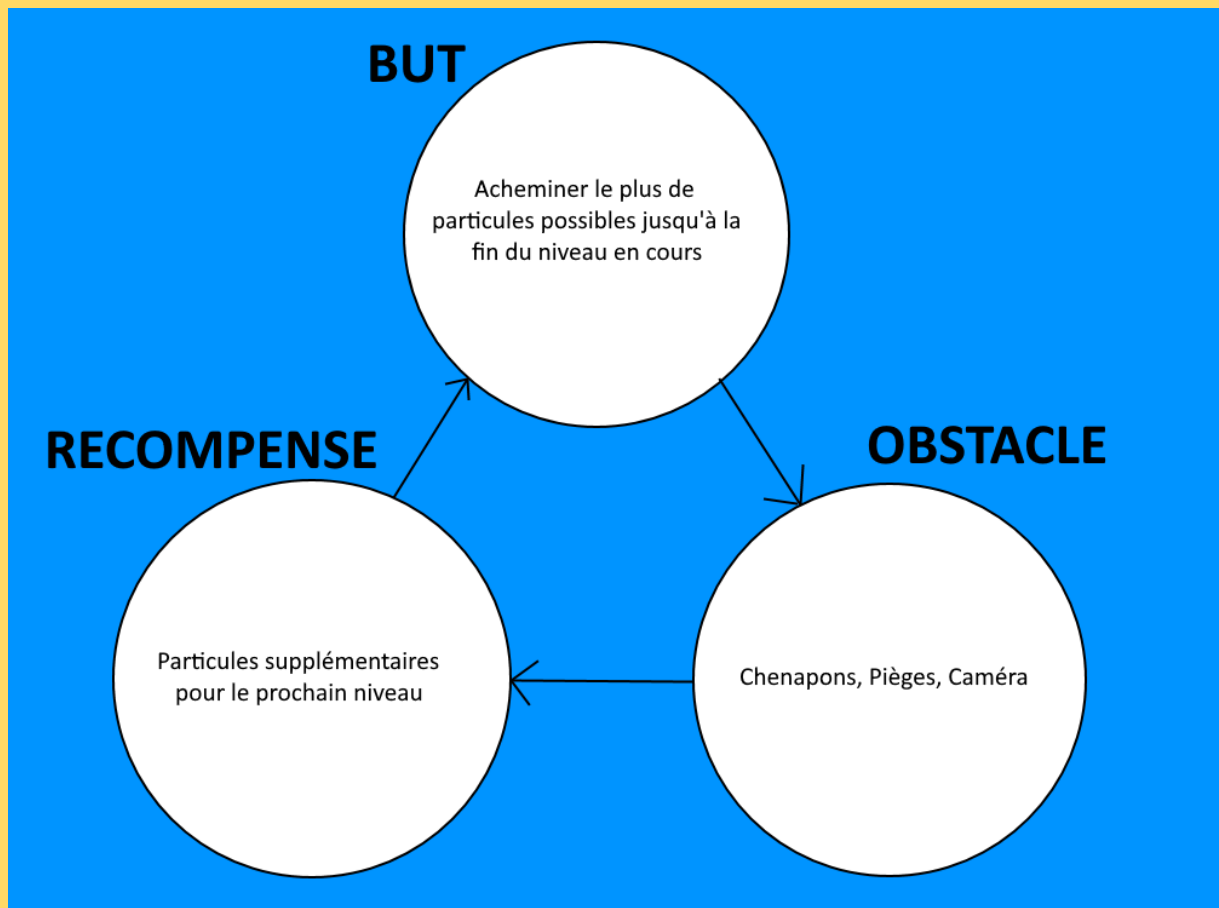 BUT
Acheminer le plus de
particules possibles jusqu'à la
fin du niveau en cours
RECOMPENSE
OBSTACLE
Particules supplémentaires
pour le prochain niveau
Chenapons, Pièges, Caméra